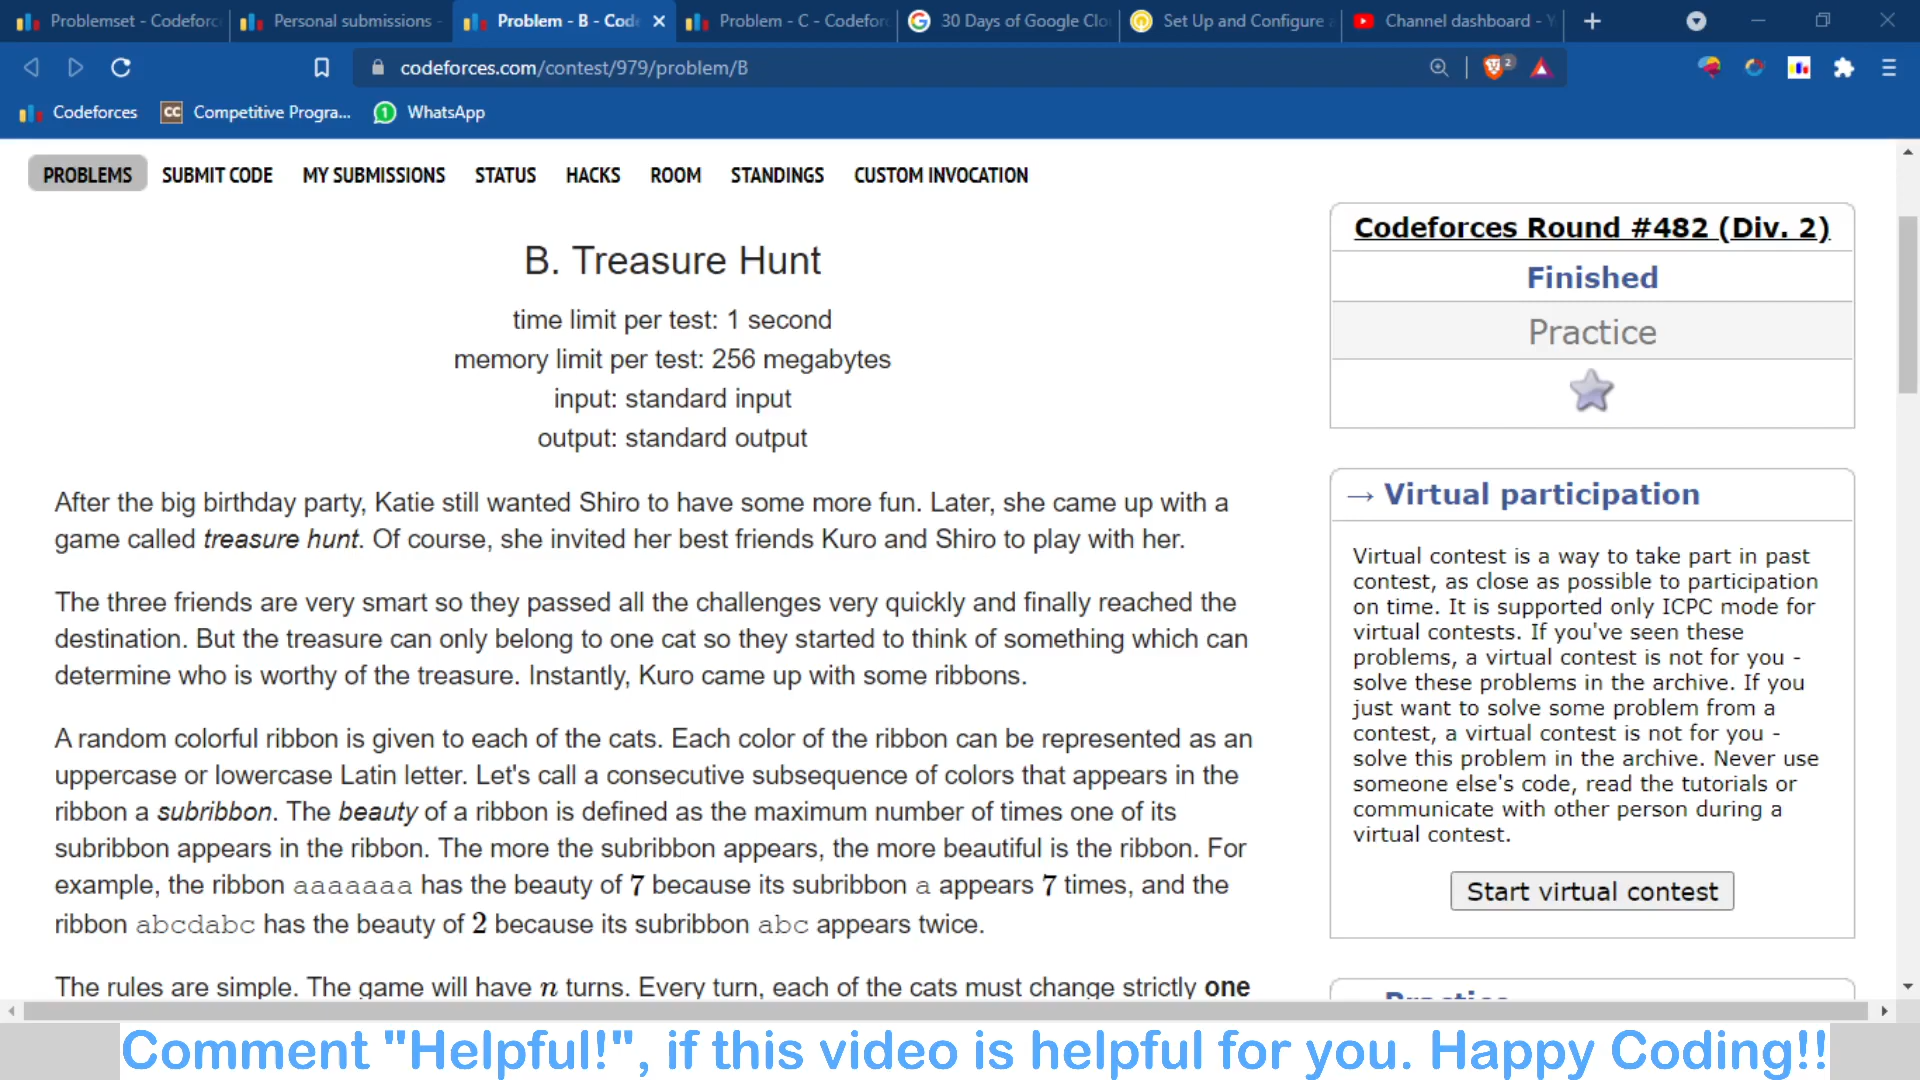 Problemset - Codeforc
Personal submissions -
Problem - B - Code
Problem - C - Codefor
30 Days of Google Clo
Set Up and Configure a
Channel dashboard - Y
codeforces.com/contest/979/problem/B
2
Codeforces
CC Competitive Progra...
1 WhatsApp
PROBLEMS SUBMIT CODE MY SUBMISSIONS STATUS HACKS ROOM STANDINGS CUSTOM INVOCATION
B. Treasure Hunt
time limit per test: 1 second
memory limit per test: 256 megabytes
input: standard input
output: standard output
After the big birthday party, Katie still wanted Shiro to have some more fun. Later, she came up with a
game called treasure hunt. Of course, she invited her best friends Kuro and Shiro to play with her.
The three friends are very smart so they passed all the challenges very quickly and finally reached the
destination. But the treasure can only belong to one cat so they started to think of something which can
determine who is worthy of the treasure. Instantly, Kuro came up with some ribbons.
A random colorful ribbon is given to each of the cats. Each color of the ribbon can be represented as an
uppercase or lowercase Latin letter. Let's call a consecutive subsequence of colors that appears in the
ribbon a subribbon. The beauty of a ribbon is defined as the maximum number of times one of its
subribbon appears in the ribbon. The more the subribbon appears, the more beautiful is the ribbon. For
example, the ribbon aaaaaaa has the beauty of 7 because its subribbon a appears 7 times, and the
ribbon abcdabc has the beauty of 2 because its subribbon abc appears twice.
The rules are simple. The game will have n turns. Every turn, each of the cats must change strictly one
Codeforces Round #482 (Div. 2)
Finished
Practice
→ Virtual participation
Virtual contest is a way to take part in past
contest, as close as possible to participation
on time. It is supported only ICPC mode for
virtual contests. If you've seen these
problems, a virtual contest is not for you -
solve these problems in the archive. If you
just want to solve some problem from a
contest, a virtual contest is not for you -
solve this problem in the archive. Never use
someone else's code, read the tutorials or
communicate with other person during a
virtual contest.
Start virtual contest
Practice
Comment "Helpful!", if this video is helpful for you. Happy Coding!!